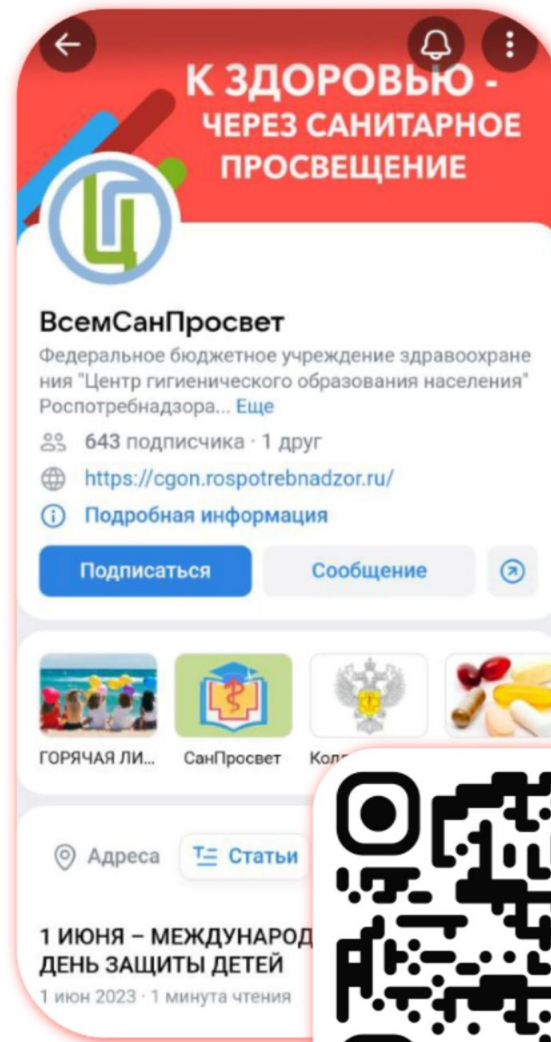 К ЗДОРОВЬЮ -
ЧЕРЕЗ САНИТАРНОЕ
ПРОСВЕЩЕНИЕ
ВсемСанПросвет
Федеральное бюджетное учреждение здравоохране
ния "Центр гигиенического образования населения"
Роспотребнадзора... Еще
643 подписчика · 1 друг
https://cgon.rospotrebnadzor.ru/
Подробная информация
Подписаться Сообщение
ГОРЯЧАЯ ЛИ... СанПросвет
Адреса Статьи
1 ИЮНЯ – МЕЖДУНАРОД
ДЕНЬ ЗАЩИТЫ ДЕТЕЙ
1 июн 2023 · 1 минута чтения